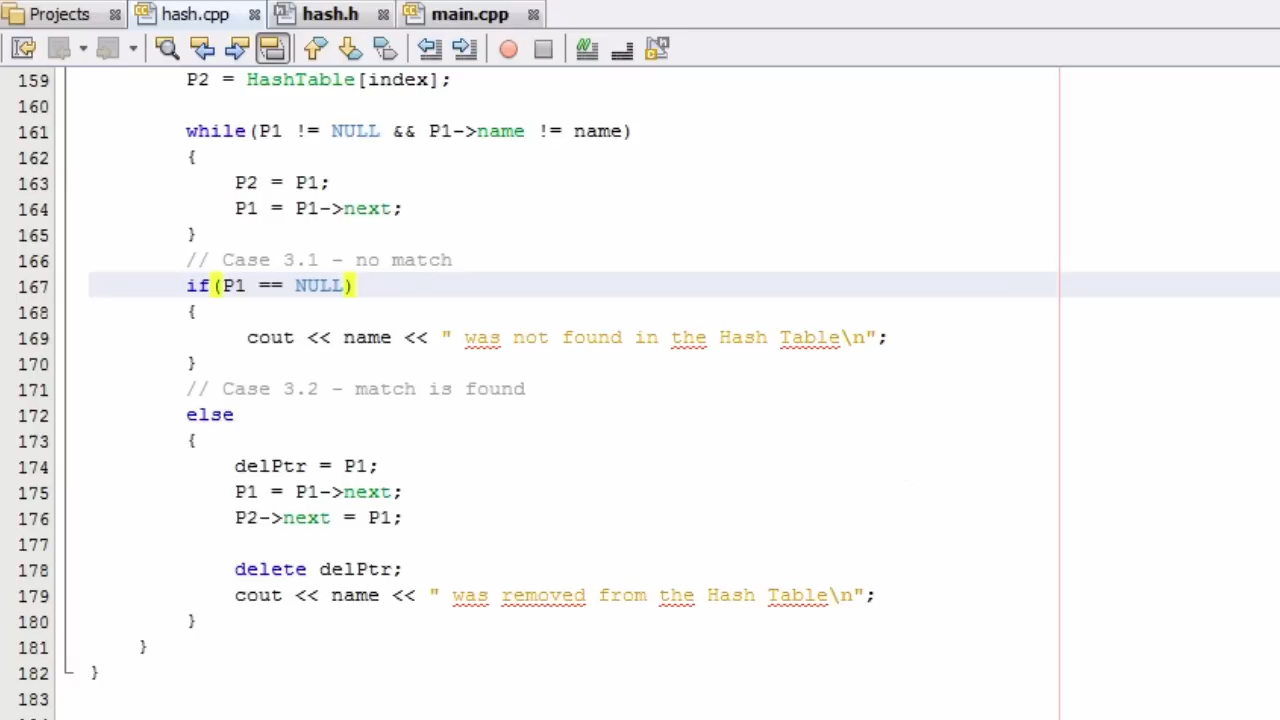 Projects hash.cpp hash.h main.cpp
159 P2 = HashTable[index];
160
161 while(P1 != NULL && P1->name != name)
162 {
163 P2 = P1;
164 P1 = P1->next;
165 }
166 // Case 3.1 - no match
167 if(P1 == NULL)
168 {
169 cout << name << " was not found in the Hash Table\n";
170 }
171 // Case 3.2 - match is found
172 else
173 {
174 delPtr = P1;
175 P1 = P1->next;
176 P2->next = P1;
177
178 delete delPtr;
179 cout << name << " was removed from the Hash Table\n";
180 }
181 }
182 }
183